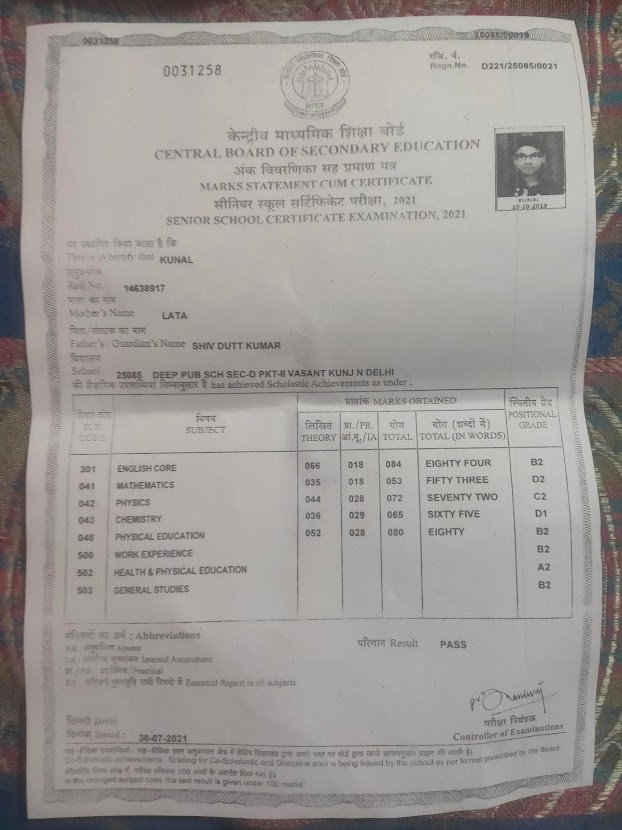 0031258
25085/00019
0031258
रजि. नं.
Regn.No. D221/25085/0021
केन्द्रीय माध्यमिक शिक्षा बोर्ड
CENTRAL BOARD OF SECONDARY EDUCATION
अंक विवरणिका सह प्रमाण पत्र
MARKS STATEMENT CUM CERTIFICATE
सीनियर स्कूल सर्टिफिकेट परीक्षा, 2021
SENIOR SCHOOL CERTIFICATE EXAMINATION, 2021
KUNAL
10-10-2019
यह प्रमाणित किया जाता है कि
This is to certify that KUNAL
अनुक्रमांक
Roll No. 14638917
माता का नाम
Mother's Name LATA
पिता/संरक्षक का नाम
Father's Guardian's Name SHIV DUTT KUMAR
विद्यालय
School 25085 DEEP PUB SCH SEC-D PKT-II VASANT KUNJ N DELHI
की शैक्षिक उपलब्धियां निम्नानुसार हैं has achieved Scholastic Achievements as under :
प्राप्तांक MARKS OBTAINED
विषय कोड SUB CODE विषय SUBJECT लिखित THEORY प्रा./PR. आं.मू./IA योग TOTAL योग (शब्दों में) TOTAL (IN WORDS) स्थितीय ग्रेड POSITIONAL GRADE
301 ENGLISH CORE 066 018 084 EIGHTY FOUR B2
041 MATHEMATICS 035 018 053 FIFTY THREE D2
042 PHYSICS 044 028 072 SEVENTY TWO C2
043 CHEMISTRY 036 029 065 SIXTY FIVE D1
048 PHYSICAL EDUCATION 052 028 080 EIGHTY B2
500 WORK EXPERIENCE B2
502 HEALTH & PHYSICAL EDUCATION A2
503 GENERAL STUDIES B2
: Abbreviations
अनुपस्थित Absent
Internal Assessment
प्रा./PR. : प्रायोगिक/Practical
ER : Essential Repeat in all subjects
परिणाम Result PASS
दिल्ली Delhi
दिनांक Dated : 30-07-2021
परीक्षा नियंत्रक
Controller of Examinations
Co-Scholastic achievements : Grading for Co-Scholastic and Discipline area is being issued by the school as per format prescribed by the Board.
In the changed subject code, the last result is given under 100 marks